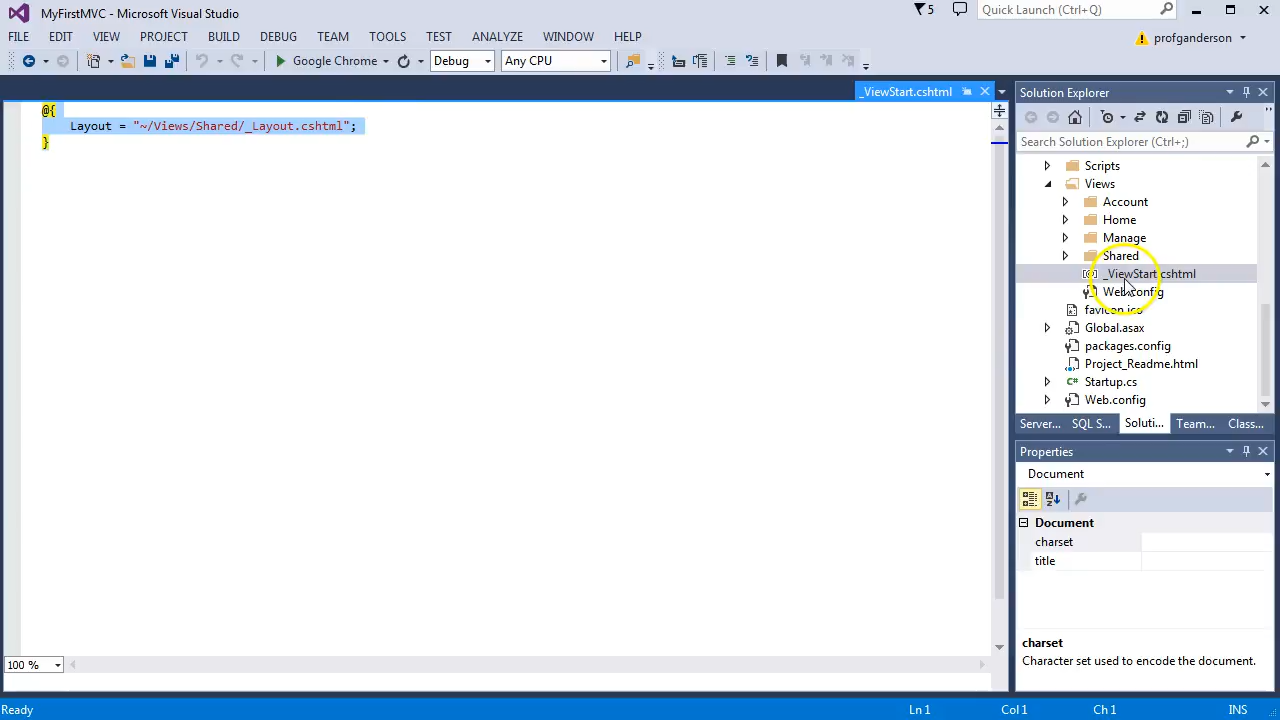 MyFirstMVC - Microsoft Visual Studio
5
Quick Launch (Ctrl+Q)
FILE EDIT VIEW PROJECT BUILD DEBUG TEAM TOOLS TEST ANALYZE WINDOW HELP
profganderson
Google Chrome Debug Any CPU
_ViewStart.cshtml
@{
Layout = "~/Views/Shared/_Layout.cshtml";
}
100 %
Solution Explorer
Search Solution Explorer (Ctrl+;)
Scripts
Views
Account
Home
Manage
Shared
_ViewStart.cshtml
Web.config
favicon.ico
Global.asax
packages.config
Project_Readme.html
Startup.cs
Web.config
Server... SQL S... Soluti... Team... Class...
Properties
Document
Document
charset
title
charset
Character set used to encode the document.
Ready Ln 1 Col 1 Ch 1 INS